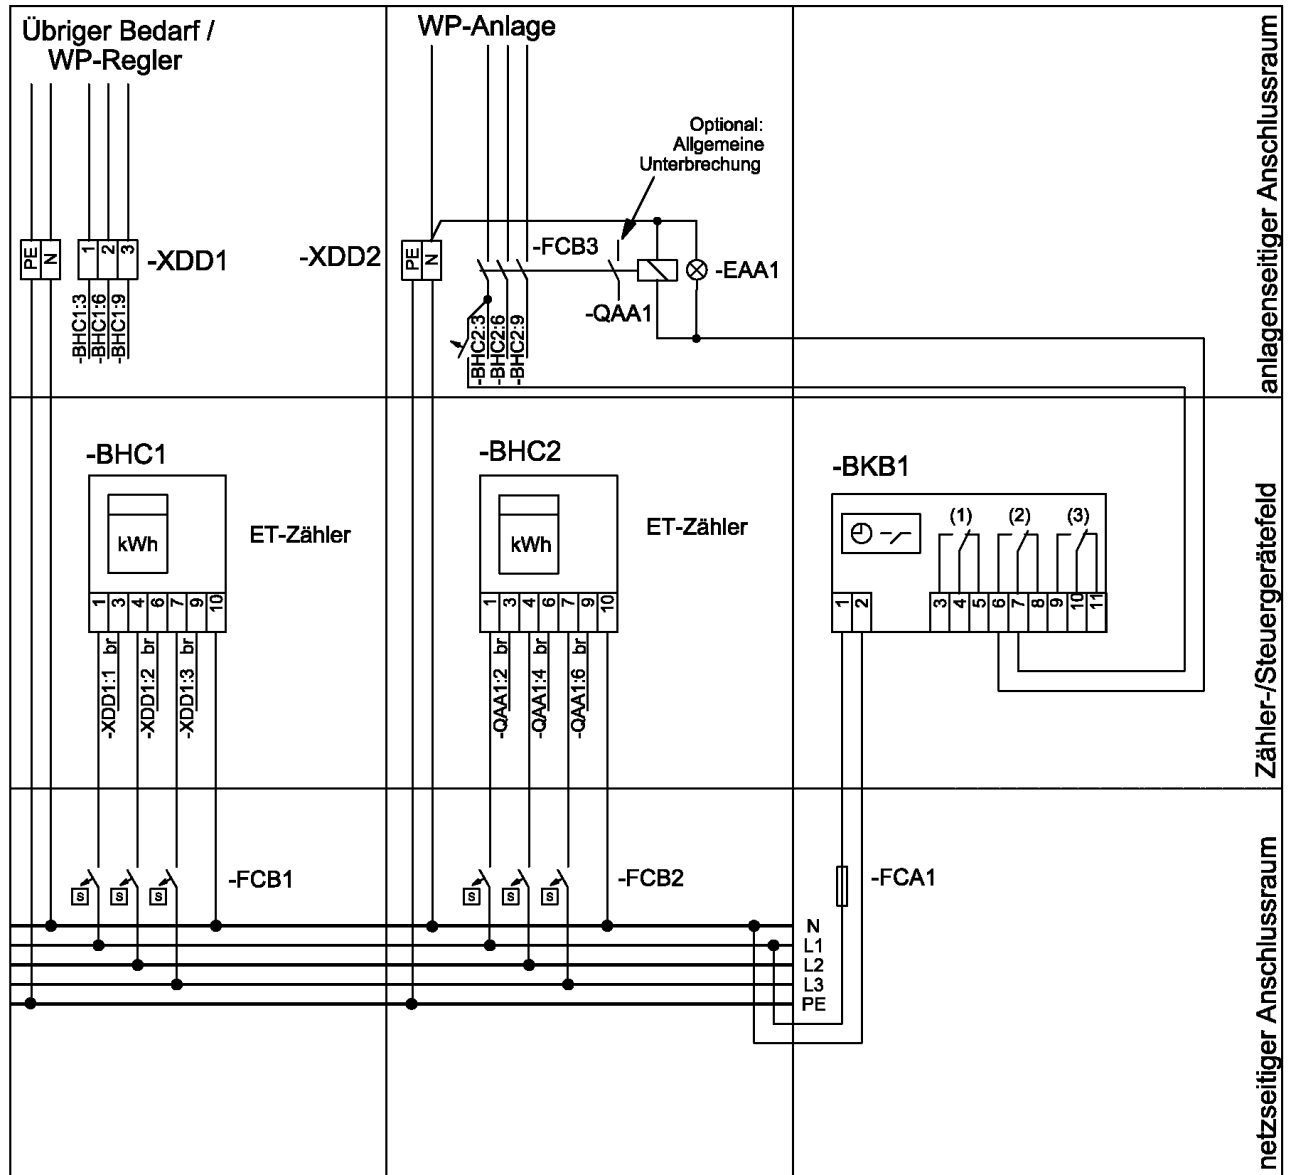 Übriger Bedarf /
WP-Regler
WP-Anlage
Optional:
Allgemeine
Unterbrechung
anlagenseitiger Anschlussraum
PE
N
1
2
3
-XDD1
-XDD2
PE
N
-FCB3
-EAA1
-QAA1
-BHC1:3
-BHC1:6
-BHC1:9
-BHC2:3
-BHC2:6
-BHC2:9
-BHC1
-BHC2
-BKB1
Zähler-/Steuergerätefeld
kWh
ET-Zähler
kWh
ET-Zähler
(1)
(2)
(3)
1
3
4
6
7
9
10
1
3
4
6
7
9
10
1
2
3
4
5
6
7
8
9
10
11
-XDD1:1 br
-XDD1:2 br
-XDD1:3 br
-QAA1:2 br
-QAA1:4 br
-QAA1:6 br
s
s
s
-FCB1
s
s
s
-FCB2
-FCA1
netzseitiger Anschlussraum
N
L1
L2
L3
PE